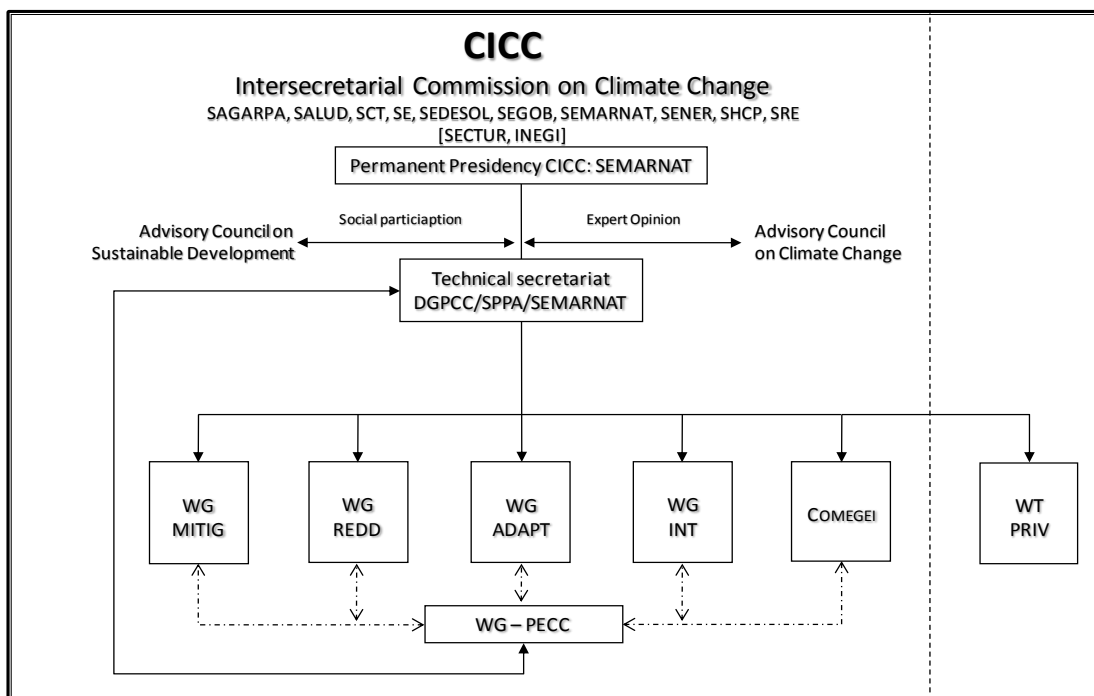 CICC
Intersecretarial Commission on Climate Change
SAGARPA, SALUD, SCT, SE, SEDESOL, SEGOB, SEMARNAT, SENER, SHCP, SRE
[SECTUR, INEGI]
Permanent Presidency CICC: SEMARNAT
Social particiaption
Expert Opinion
Advisory Council on
Sustainable Development
Advisory Council
on Climate Change
Technical secretariat
DGPCC/SPPA/SEMARNAT
WG
MITIG
WG
REDD
WG
ADAPT
WG
INT
COMEGEI
WT
PRIV
WG – PECC